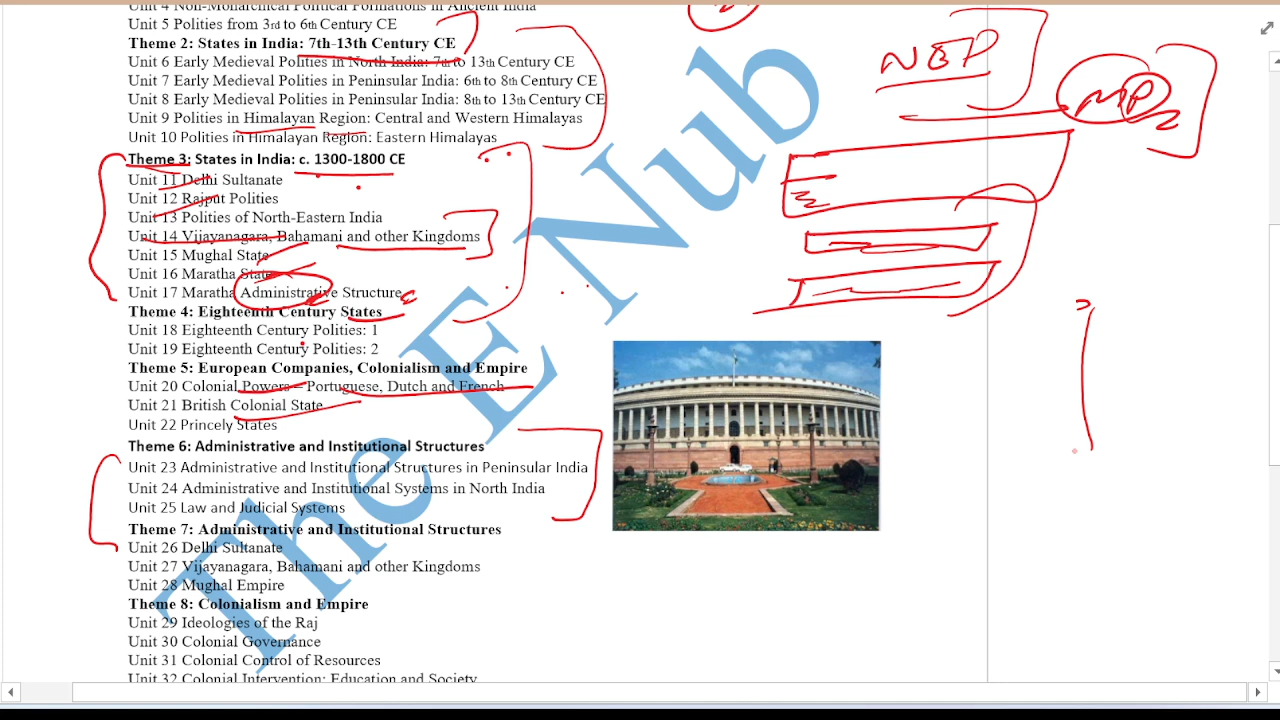 Unit 4 Non-Monarchical Political Formations in Ancient India
Unit 5 Polities from 3rd to 6th Century CE
Theme 2: States in India: 7th-13th Century CE
Unit 6 Early Medieval Polities in North India: 7th to 13th Century CE
Unit 7 Early Medieval Polities in Peninsular India: 6th to 8th Century CE
Unit 8 Early Medieval Polities in Peninsular India: 8th to 13th Century CE
Unit 9 Polities in Himalayan Region: Central and Western Himalayas
Unit 10 Polities in Himalayan Region: Eastern Himalayas
Theme 3: States in India: c. 1300-1800 CE
Unit 11 Delhi Sultanate
Unit 12 Rajput Polities
Unit 13 Polities of North-Eastern India
Unit 14 Vijayanagara, Bahamani and other Kingdoms
Unit 15 Mughal State
Unit 16 Maratha State
Unit 17 Maratha Administrative Structure
Theme 4: Eighteenth Century States
Unit 18 Eighteenth Century Polities: 1
Unit 19 Eighteenth Century Polities: 2
Theme 5: European Companies, Colonialism and Empire
Unit 20 Colonial Powers – Portuguese, Dutch and French
Unit 21 British Colonial State
Unit 22 Princely States
Theme 6: Administrative and Institutional Structures
Unit 23 Administrative and Institutional Structures in Peninsular India
Unit 24 Administrative and Institutional Systems in North India
Unit 25 Law and Judicial Systems
Theme 7: Administrative and Institutional Structures
Unit 26 Delhi Sultanate
Unit 27 Vijayanagara, Bahamani and other Kingdoms
Unit 28 Mughal Empire
Theme 8: Colonialism and Empire
Unit 29 Ideologies of the Raj
Unit 30 Colonial Governance
Unit 31 Colonial Control of Resources
Unit 32 Colonial Intervention: Education and Society
The E Nub
NEP